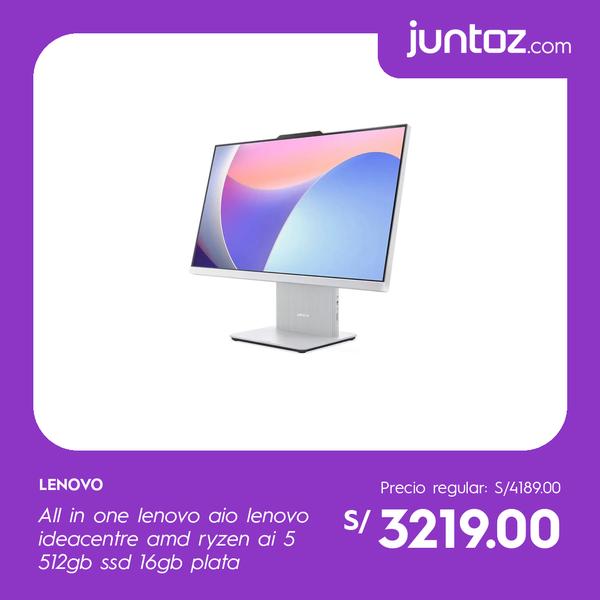 juntoz.com
LENOVO
All in one lenovo aio lenovo
ideacentre amd ryzen ai 5
512gb ssd 16gb plata
Precio regular: S/4189.00
S/ 3219.00